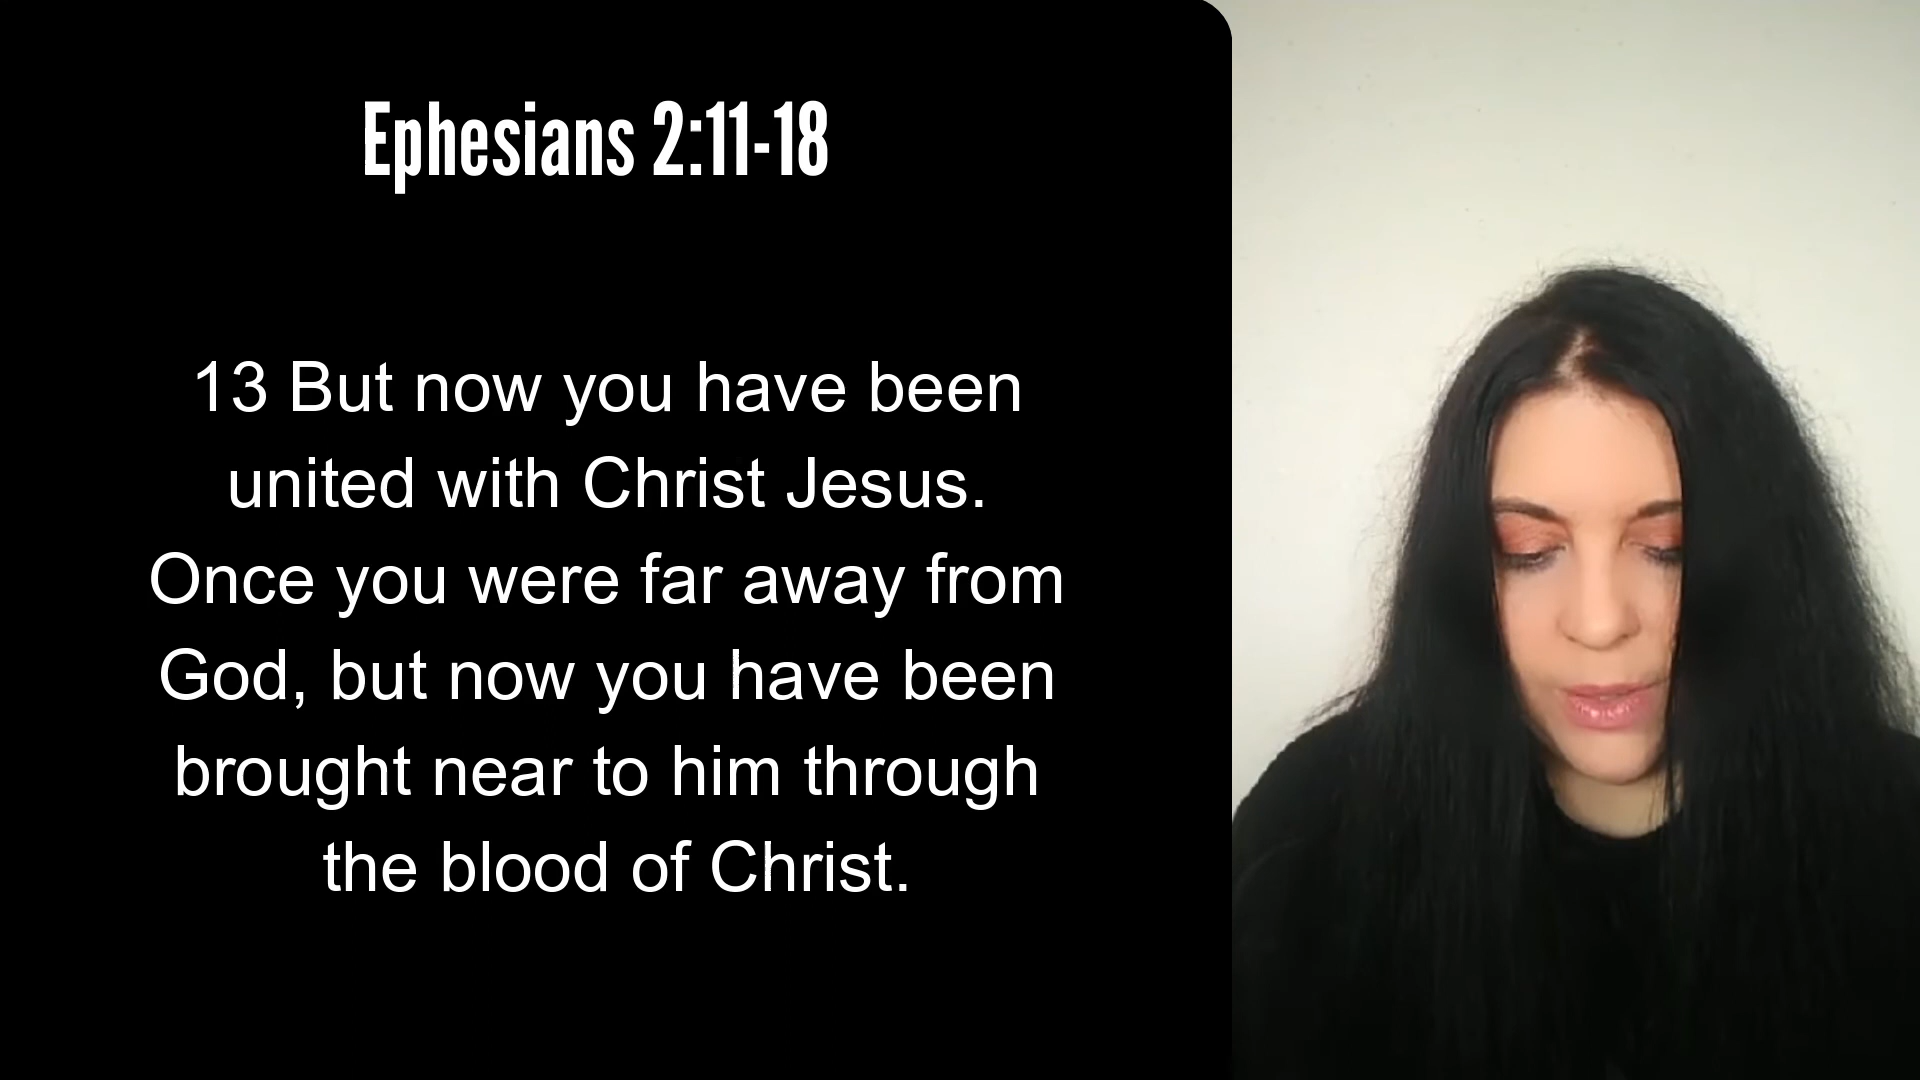 Ephesians 2:11-18
13 But now you have been
united with Christ Jesus.
Once you were far away from
God, but now you have been
brought near to him through
the blood of Christ.